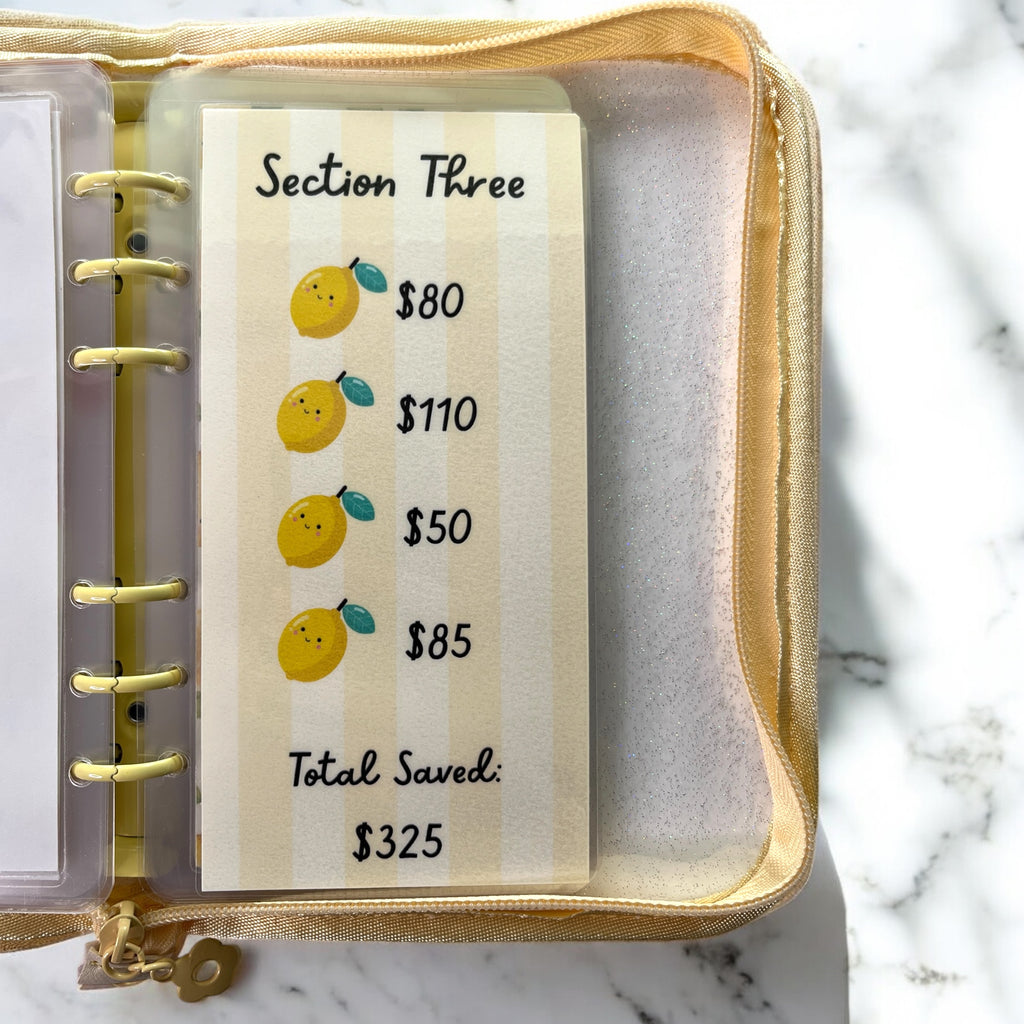 Section Three
$80
$110
$50
$85
Total Saved:
$325